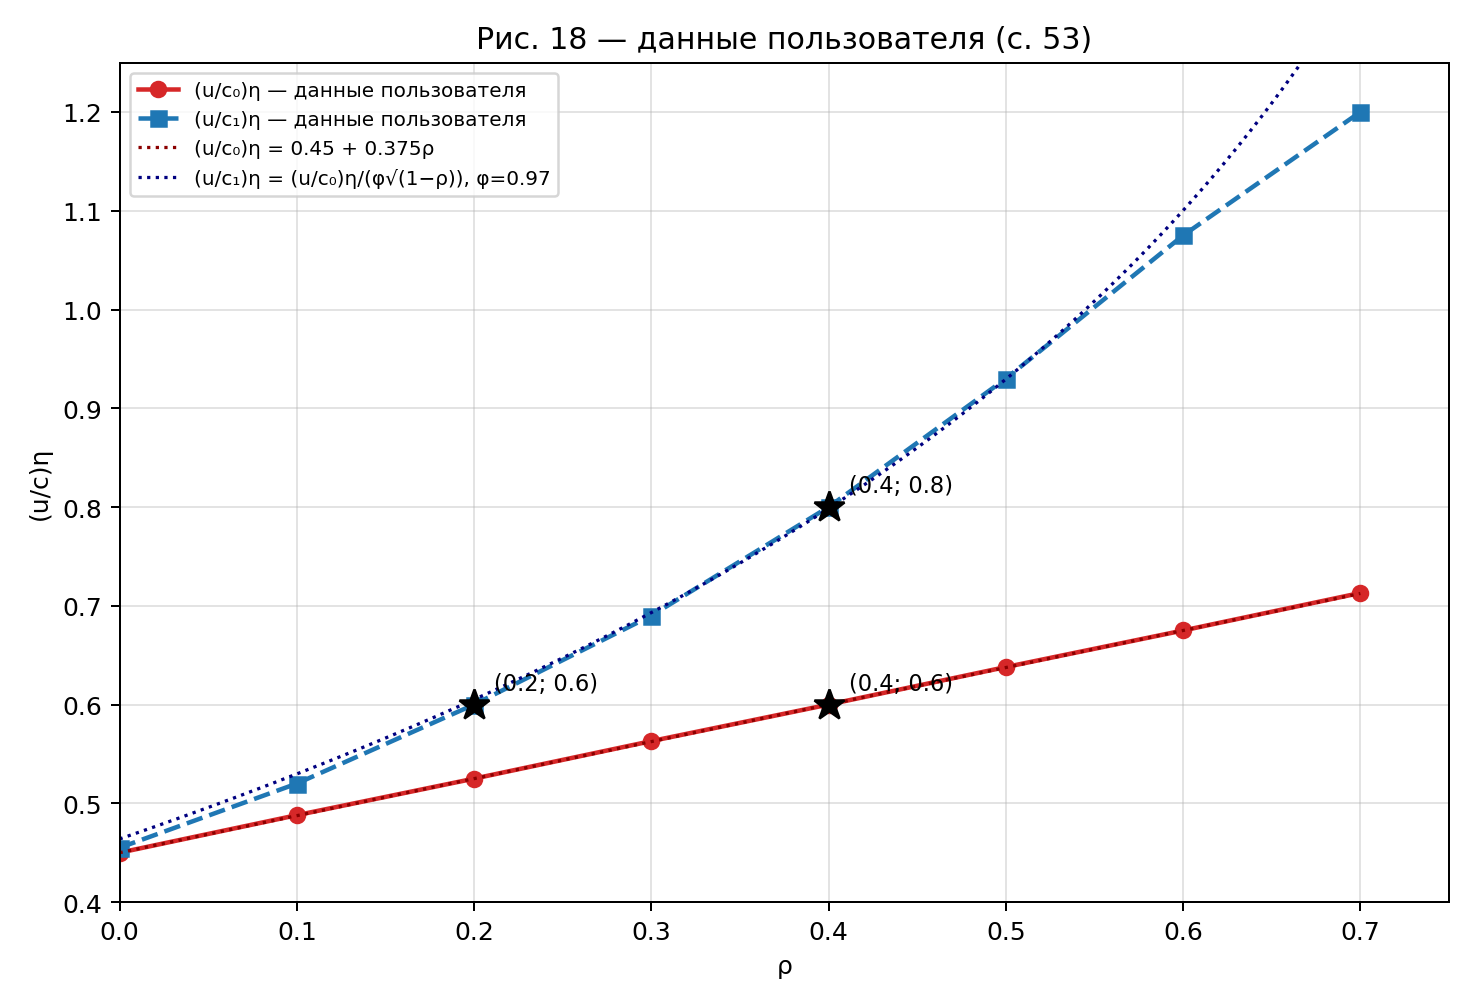 Рис. 18 — данные пользователя (с. 53)
(u/c₀)η — данные пользователя
(u/c₁)η — данные пользователя
(u/c₀)η = 0.45 + 0.375ρ
(u/c₁)η = (u/c₀)η/(φ√(1−ρ)), φ=0.97
1.2
1.1
1.0
0.9
0.8
0.7
0.6
0.5
0.4
(u/c)η
(0.4; 0.8)
(0.2; 0.6)
(0.4; 0.6)
0.0 0.1 0.2 0.3 0.4 0.5 0.6 0.7
ρ